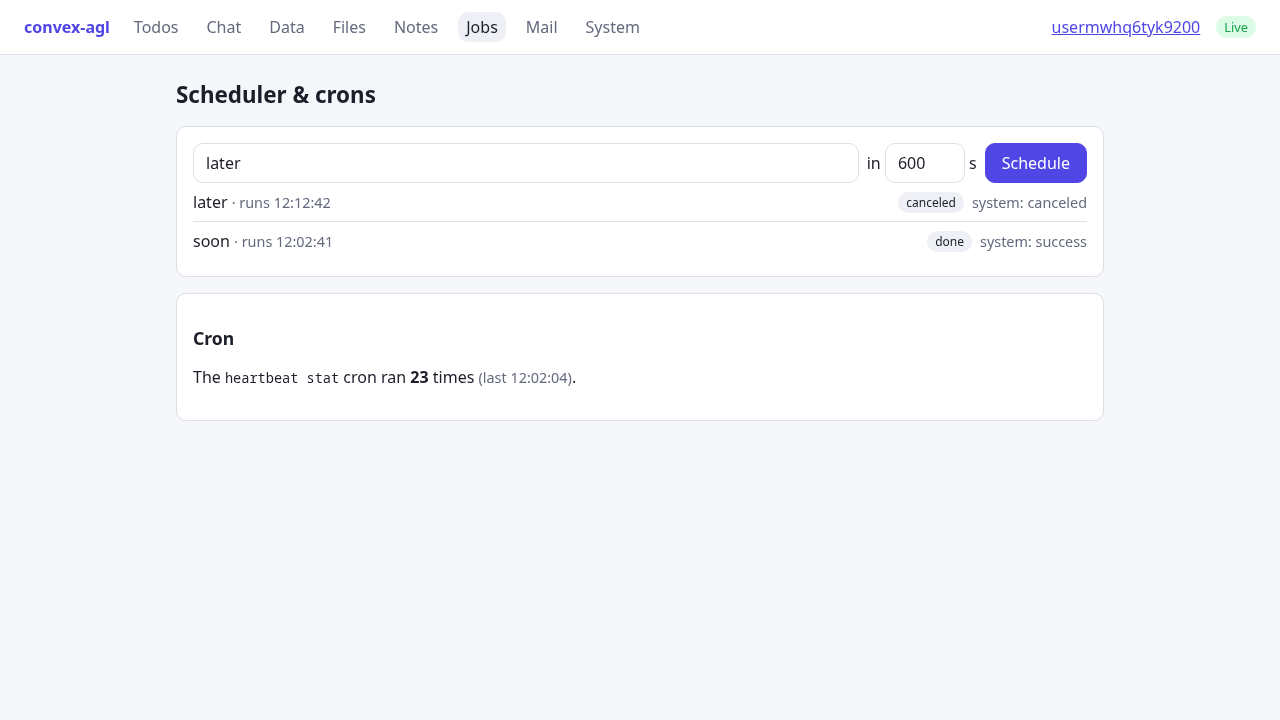 convex-agl Todos Chat Data Files Notes Jobs Mail System usermwhq6tyk9200 Live
Scheduler & crons
later in 600 s Schedule
later · runs 12:12:42 canceled system: canceled
soon · runs 12:02:41 done system: success
Cron
The heartbeat stat cron ran 23 times (last 12:02:04).